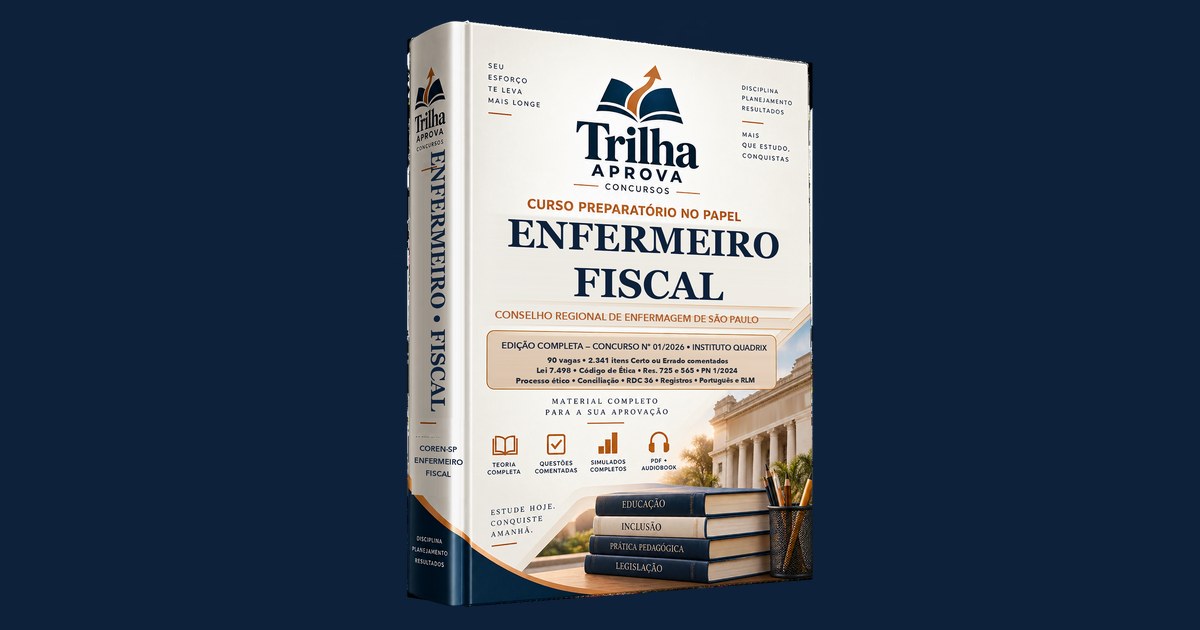 Trilha
APROVA
CONCURSOS
ENFERMEIRO • FISCAL
COREN-SP
ENFERMEIRO
FISCAL
DISCIPLINA
PLANEJAMENTO
RESULTADOS
SEU
ESFORÇO
TE LEVA
MAIS LONGE
Trilha
APROVA
CONCURSOS
DISCIPLINA
PLANEJAMENTO
RESULTADOS
MAIS
QUE ESTUDO,
CONQUISTAS
CURSO PREPARATÓRIO NO PAPEL
ENFERMEIRO
FISCAL
CONSELHO REGIONAL DE ENFERMAGEM DE SÃO PAULO
EDIÇÃO COMPLETA – CONCURSO Nº 01/2026 • INSTITUTO QUADRIX
90 vagas • 2.341 itens Certo ou Errado comentados
Lei 7.498 • Código de Ética • Res. 725 e 565 • PN 1/2024
Processo ético • Conciliação • RDC 36 • Registros • Português e RLM
MATERIAL COMPLETO
PARA A SUA APROVAÇÃO
TEORIA
COMPLETA
QUESTÕES
COMENTADAS
SIMULADOS
COMPLETOS
PDF +
AUDIOBOOK
ESTUDE HOJE.
CONQUISTE
AMANHÃ.
EDUCAÇÃO
INCLUSÃO
PRÁTICA PEDAGÓGICA
LEGISLAÇÃO